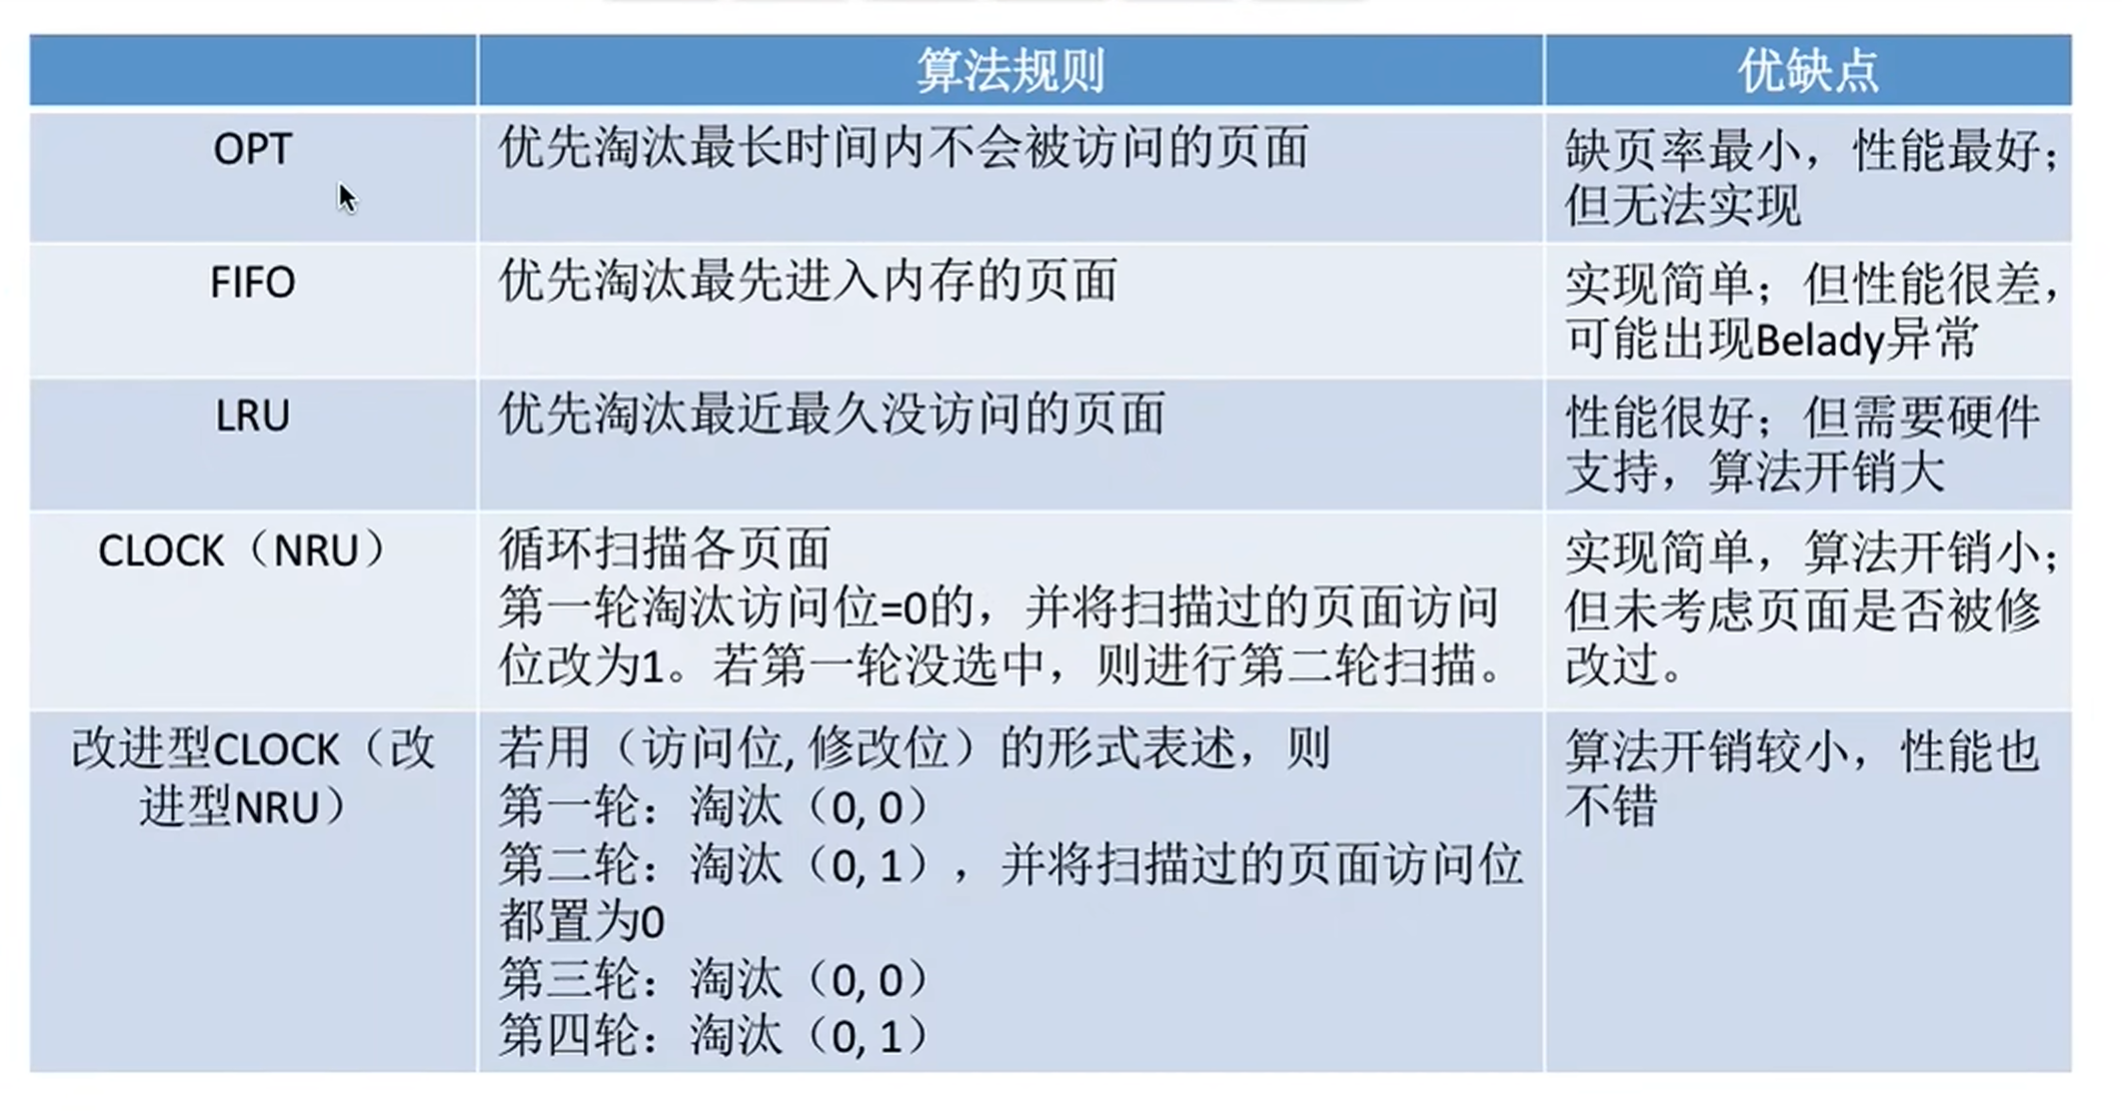 算法规则
优缺点
OPT
优先淘汰最长时间内不会被访问的页面
缺页率最小，性能最好；
但无法实现
FIFO
优先淘汰最先进入内存的页面
实现简单；但性能很差，
可能出现Belady异常
LRU
优先淘汰最近最久没访问的页面
性能很好；但需要硬件
支持，算法开销大
CLOCK（NRU）
循环扫描各页面
第一轮淘汰访问位=0的，并将扫描过的页面访问
位改为1。若第一轮没选中，则进行第二轮扫描。
实现简单，算法开销小；
但未考虑页面是否被修
改过。
改进型CLOCK（改
进型NRU）
若用（访问位, 修改位）的形式表述，则
第一轮：淘汰（0, 0）
第二轮：淘汰（0, 1），并将扫描过的页面访问位
都置为0
第三轮：淘汰（0, 0）
第四轮：淘汰（0, 1）
算法开销较小，性能也
不错